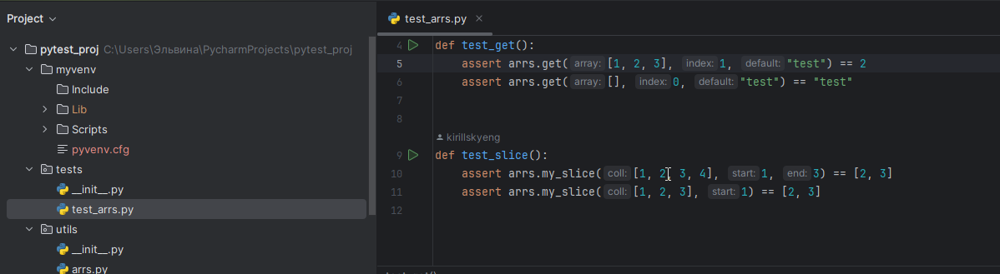 Project
pytest_proj C:\Users\Эльвина\PycharmProjects\pytest_proj
myvenv
Include
Lib
Scripts
pyvenv.cfg
tests
__init__.py
test_arrs.py
utils
__init__.py
arrs.py
test_arrs.py
4 def test_get():
5 assert arrs.get( array: [1, 2, 3], index: 1, default: "test") == 2
6 assert arrs.get( array: [], index: 0, default: "test") == "test"
7
8
kirillskyeng
9 def test_slice():
10 assert arrs.my_slice( coll: [1, 2, 3, 4], start: 1, end: 3) == [2, 3]
11 assert arrs.my_slice( coll: [1, 2, 3], start: 1) == [2, 3]
12